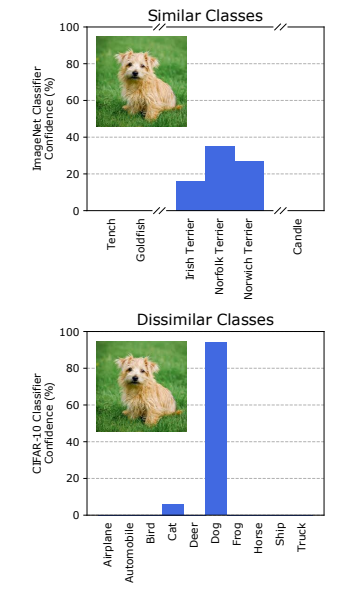 Similar Classes
ImageNet Classifier
Confidence (%)
100
80
60
40
20
0
Tench
Goldfish
Irish Terrier
Norfolk Terrier
Norwich Terrier
Candle
Dissimilar Classes
CIFAR-10 Classifier
Confidence (%)
100
80
60
40
20
0
Airplane
Automobile
Bird
Cat
Deer
Dog
Frog
Horse
Ship
Truck